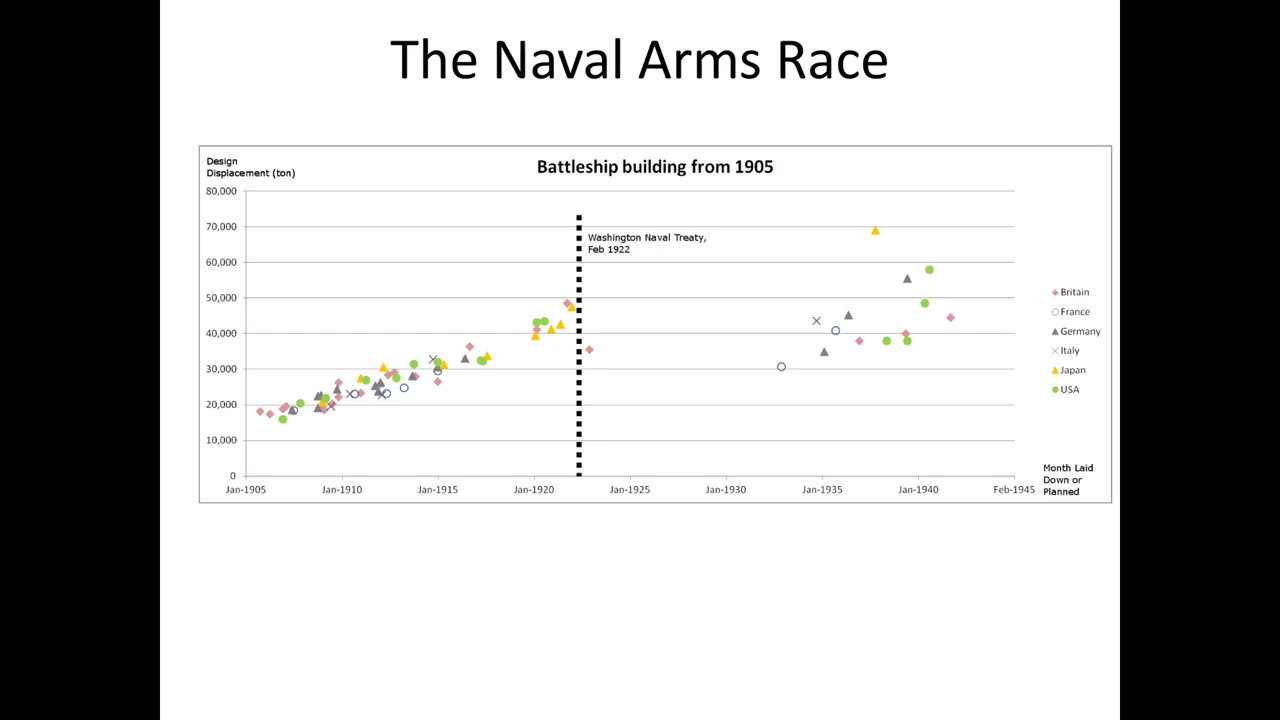 The Naval Arms Race
Design
Displacement (ton)
Battleship building from 1905
80,000
70,000
60,000
50,000
40,000
30,000
20,000
10,000
0
Washington Naval Treaty,
Feb 1922
Britain
France
Germany
Italy
Japan
USA
Jan-1905 Jan-1910 Jan-1915 Jan-1920 Jan-1925 Jan-1930 Jan-1935 Jan-1940 Feb-1945
Month Laid
Down or
Planned